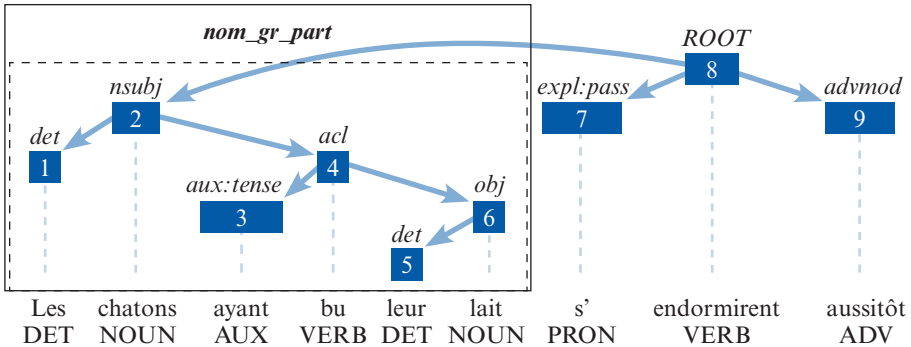 nom_gr_part
ROOT
8
nsubj
2
expl:pass
7
advmod
9
det
1
acl
4
aux:tense
3
obj
6
det
5
Les chatons ayant bu leur lait s' endormirent aussitôt
DET NOUN AUX VERB DET NOUN PRON VERB ADV